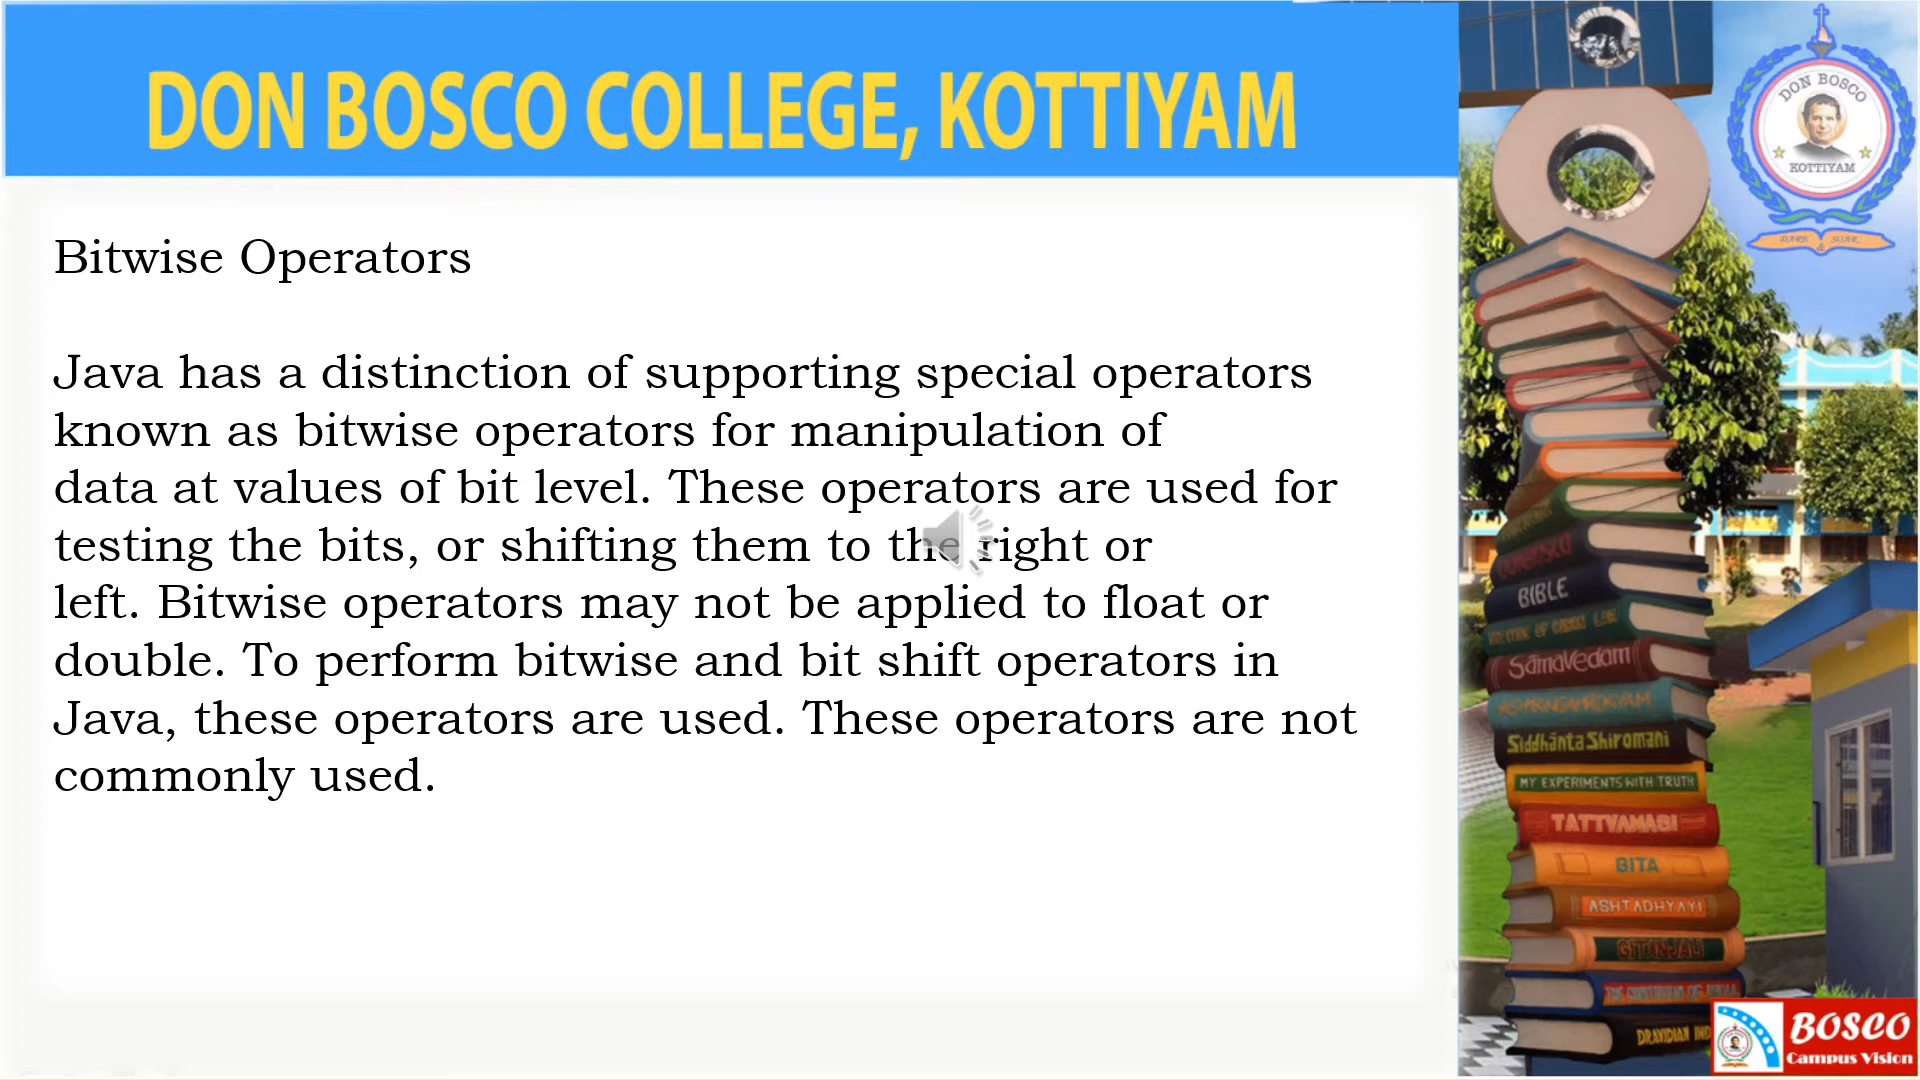 DON BOSCO COLLEGE, KOTTIYAM
DON BOSCO
KOTTIYAM
Bitwise Operators
Java has a distinction of supporting special operators
known as bitwise operators for manipulation of
data at values of bit level. These operators are used for
testing the bits, or shifting them to the right or
left. Bitwise operators may not be applied to float or
double. To perform bitwise and bit shift operators in
Java, these operators are used. These operators are not
commonly used.
BIBLE
SāmaVedam
Siddhānta Shiromani
MY EXPERIMENTS WITH TRUTH
TATTVAMASI
GITA
ASHTADHYAYI
GITANJALI
BOSCO
Campus Vision